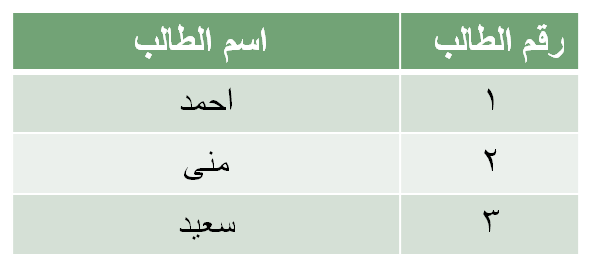 رقم الطالب اسم الطالب
١ احمد
٢ منى
٣ سعيد